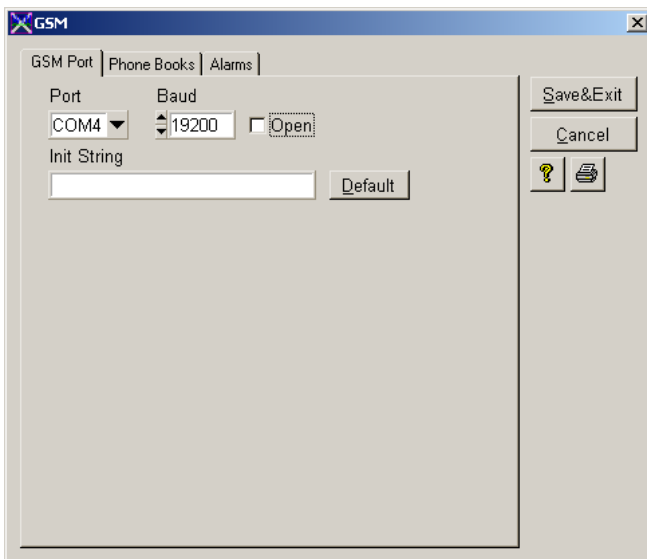 GSM
GSM Port Phone Books Alarms
Port Baud
COM4 19200 Open
Init String
Default
Save&Exit
Cancel
?